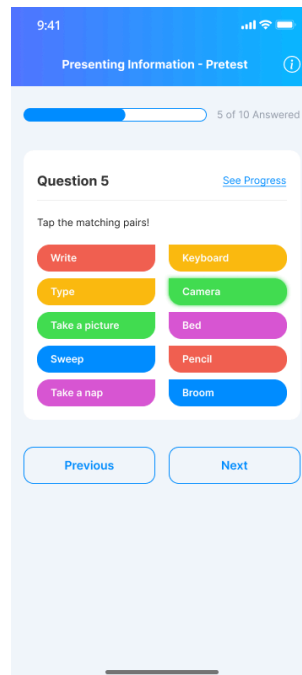 9:41
Presenting Information - Pretest
5 of 10 Answered
Question 5 See Progress
Tap the matching pairs!
Write Keyboard
Type Camera
Take a picture Bed
Sweep Pencil
Take a nap Broom
Previous Next